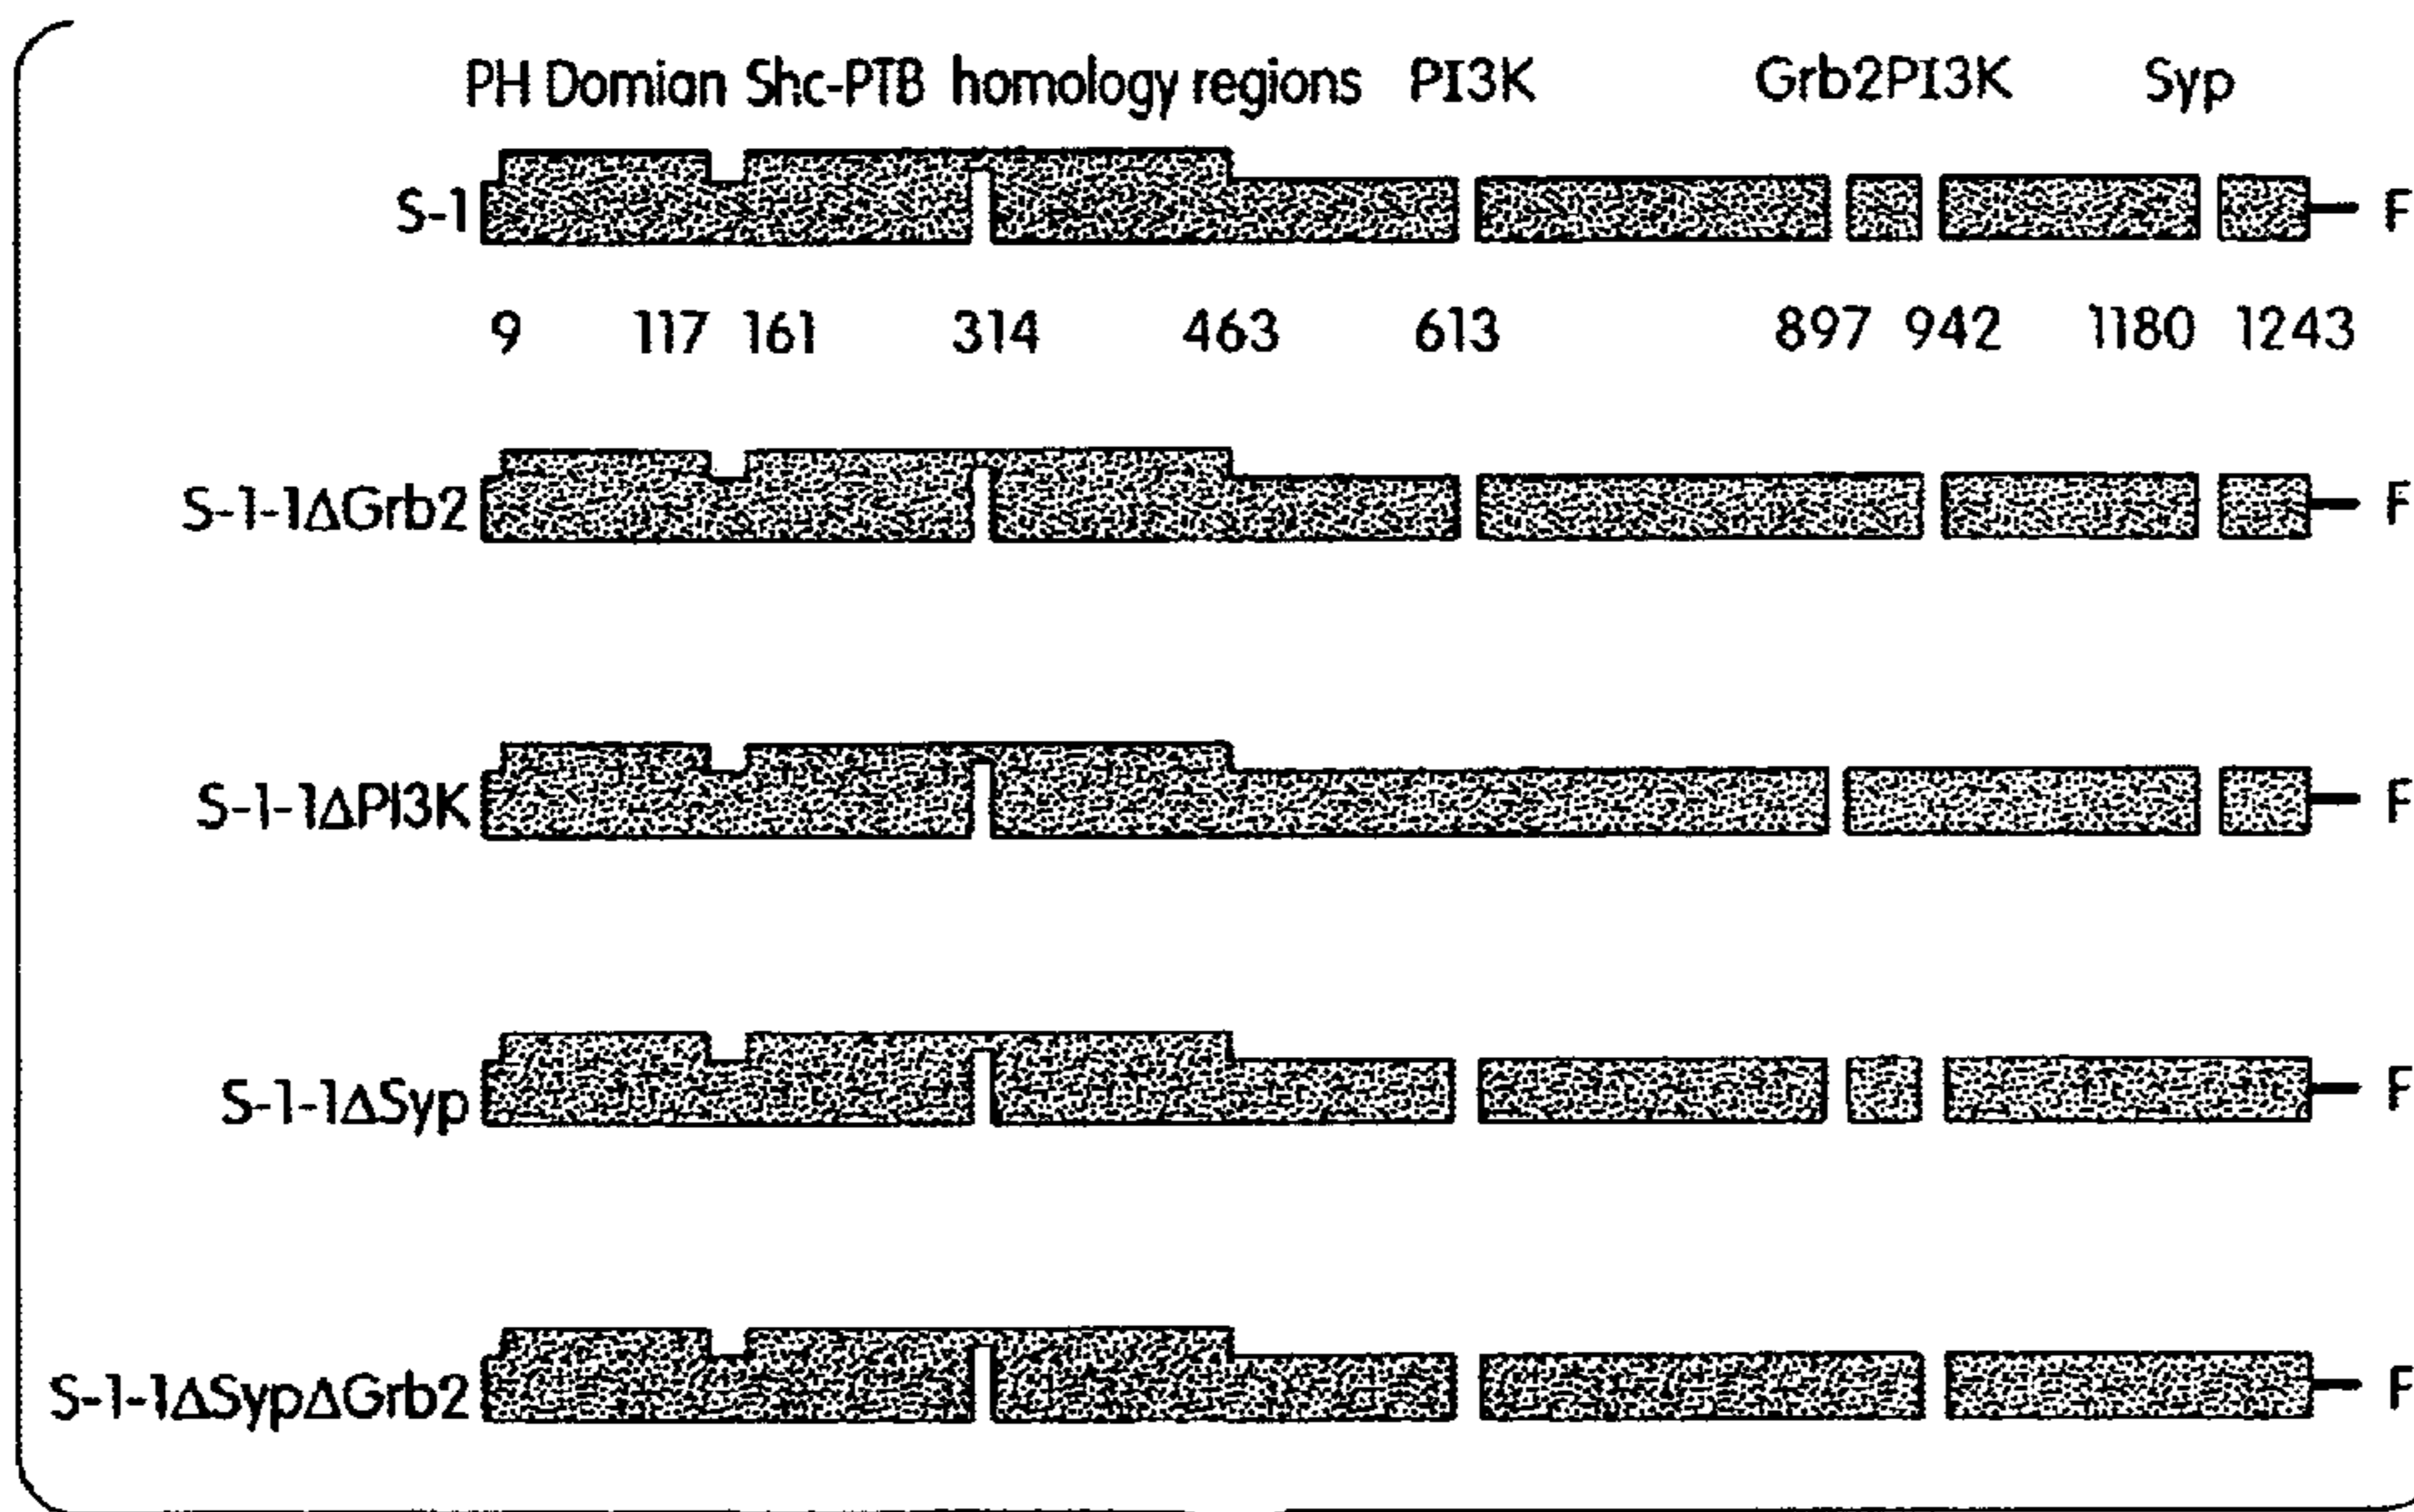 PH Domian Shc-PTB homology regions PI3K Grb2PI3K Syp
S-1 F
9 117 161 314 463 613 897 942 1180 1243
S-1-1ΔGrb2 F
S-1-1ΔPI3K F
S-1-1ΔSyp F
S-1-1ΔSypΔGrb2 F